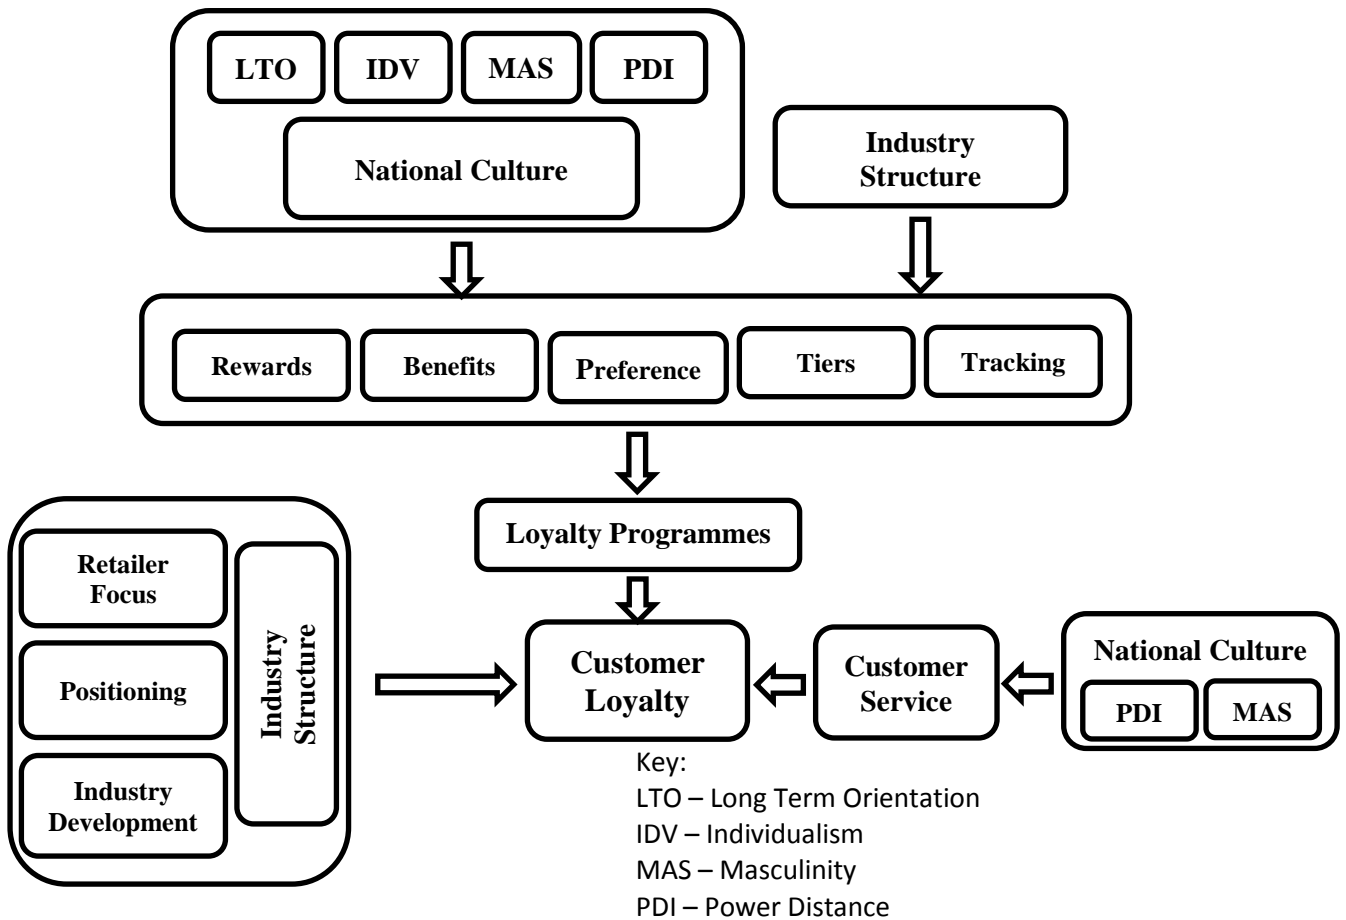 LTO
IDV
MAS
PDI
National Culture
Industry
Structure
Rewards
Benefits
Preference
Tiers
Tracking
Loyalty Programmes
Retailer
Focus
Positioning
Industry
Development
Industry
Structure
Customer
Loyalty
Customer
Service
National Culture
PDI
MAS
Key:
LTO – Long Term Orientation
IDV – Individualism
MAS – Masculinity
PDI – Power Distance